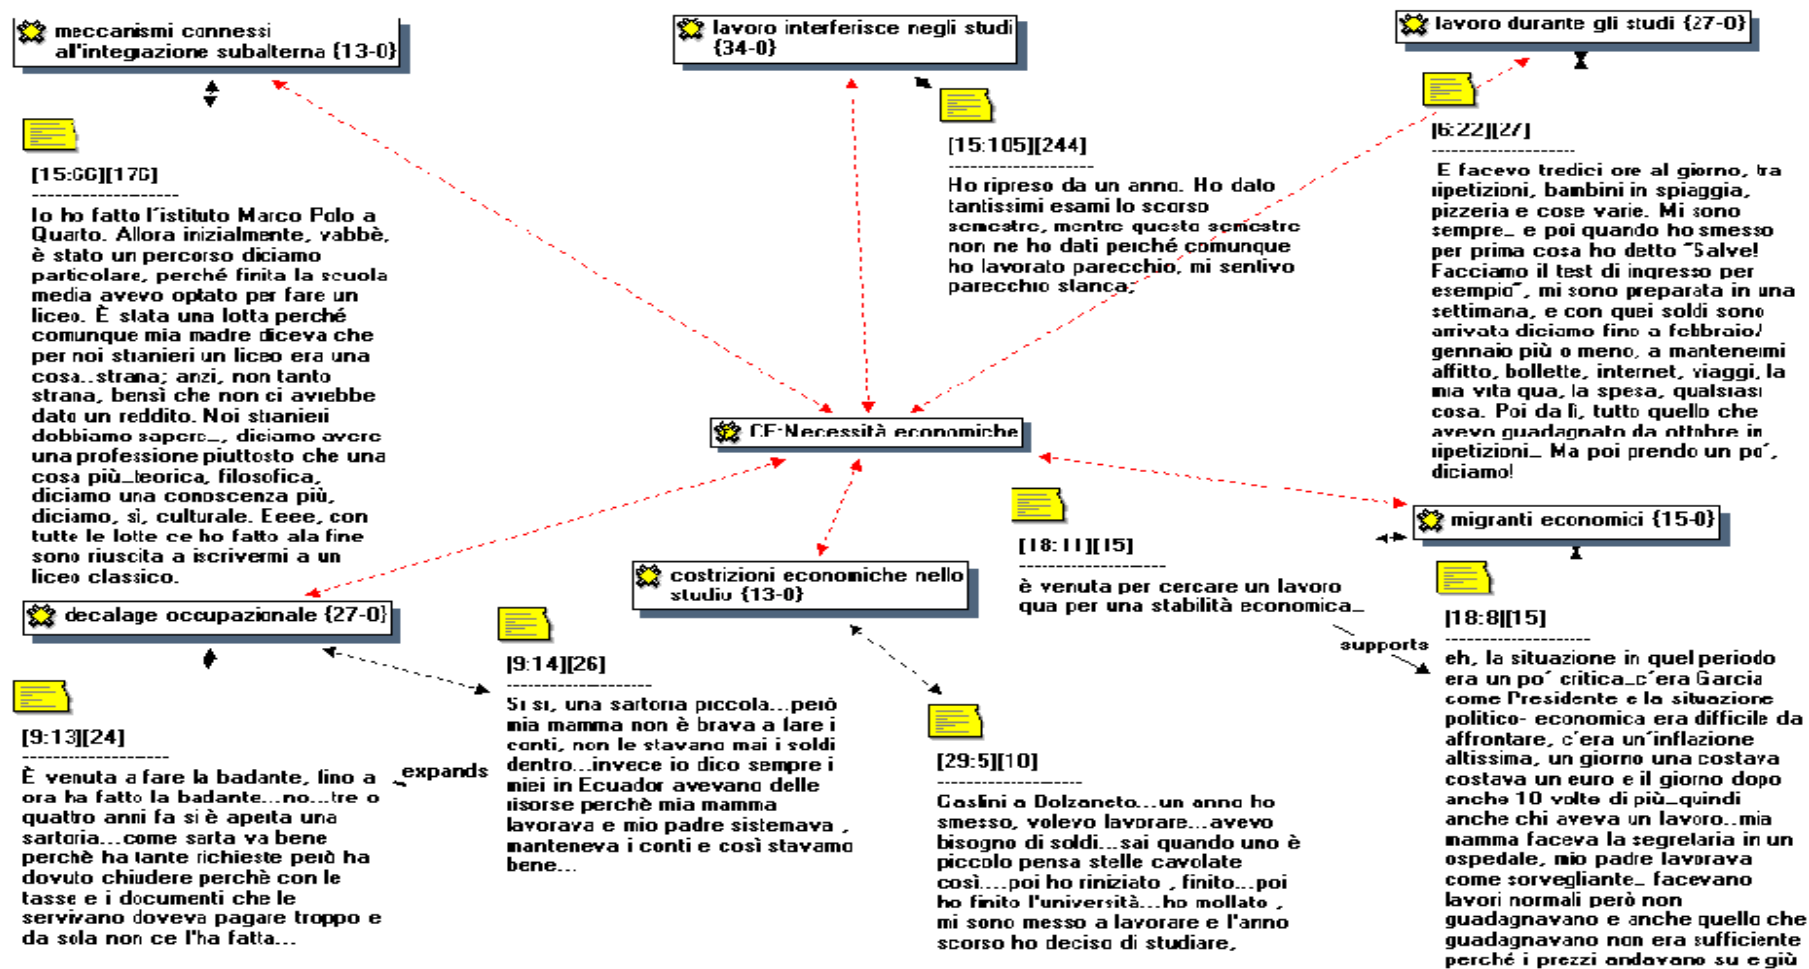 meccanismi connessi
all'integrazione subalterna {13-0}
lavoro interferisce negli studi
{34-0}
lavoro durante gli studi {27-0}
[15:66][176]
Io ho fatto l'istituto Marco Polo a
Quarto. Allora inizialmente, vabbè,
è stato un percorso diciamo
particolare, perché finita la scuola
media avevo optato per fare un
liceo. È stata una lotta perché
comunque mia madre diceva che
per noi stranieri un liceo era una
cosa..strana; anzi, non tanto
strana, bensì che non ci avrebbe
dato un reddito. Noi stranieri
dobbiamo sapere..., diciamo avere
una professione piuttosto che una
cosa più...teorica, filosofica,
diciamo una conoscenza più,
diciamo, sì, culturale. Eeee, con
tutte le lotte ce ho fatto ala fine
sono riuscita a iscrivermi a un
liceo classico.
[15:105][244]
Ho ripreso da un anno. Ho dato
tantissimi esami lo scorso
semestre, mentre questo semestre
non ne ho dati perché comunque
ho lavorato parecchio, mi sentivo
parecchio stanca;
[6:22][27]
E facevo tredici ore al giorno, tra
ripetizioni, bambini in spiaggia,
pizzeria e cose varie. Mi sono
sempre... e poi quando ho smesso
per prima cosa ho detto "Salve!
Facciamo il test di ingresso per
esempio", mi sono preparata in una
settimana, e con quei soldi sono
arrivata diciamo fino a febbraio/
gennaio più o meno, a mantenermi
affitto, bollette, internet, viaggi, la
mia vita qua, la spesa, qualsiasi
cosa. Poi da lì, tutto quello che
avevo guadagnato da ottobre in
ripetizioni... Ma poi prendo un po',
diciamo!
CF:Necessità economiche
decalage occupazionale {27-0}
costrizioni economiche nello
studio {13-0}
migranti economici {15-0}
[18:11][15]
è venuta per cercare un lavoro
qua per una stabilità economica...
supports
[9:13][24]
È venuta a fare la badante, fino a
ora ha fatto la badante...no...tre o
quattro anni fa si è aperta una
sartoria...come sarta va bene
perchè ha tante richieste però ha
dovuto chiudere perchè con le
tasse e i documenti che le
servivano doveva pagare troppo e
da sola non ce l'ha fatta...
expands
[9:14][26]
Si si, una sartoria piccola...però
mia mamma non è brava a fare i
conti, non le stavano mai i soldi
dentro...invece io dico sempre i
miei in Ecuador avevano delle
risorse perchè mia mamma
lavorava e mio padre sistemava ,
manteneva i conti e così stavamo
bene...
[29:5][10]
Gaslini a Bolzaneto...un anno ho
smesso, volevo lavorare...avevo
bisogno di soldi...sai quando uno è
piccolo pensa stelle cavolate
così....poi ho riniziato , finito...poi
ho finito l'università...ho mollato ,
mi sono messo a lavorare e l'anno
scorso ho deciso di studiare,
[18:8][15]
eh, la situazione in quel periodo
era un po' critica...c'era Garcia
come Presidente e la situazione
politico- economica era difficile da
affrontare, c'era un'inflazione
altissima, un giorno una costava
costava un euro e il giorno dopo
anche 10 volte di più...quindi
anche chi aveva un lavoro..mia
mamma faceva la segretaria in un
ospedale, mio padre lavorava
come sorvegliante... facevano
lavori normali però non
guadagnavano e anche quello che
guadagnavano non era sufficiente
perché i prezzi andavano su e giù